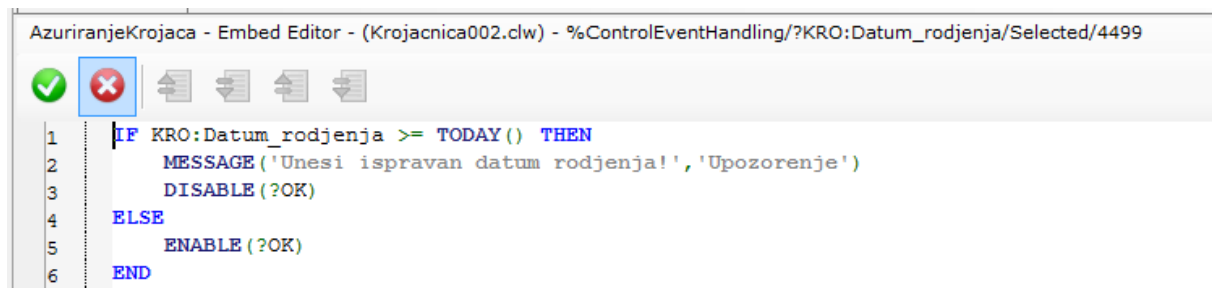 AzuriranjeKrojaca - Embed Editor - (Krojacnica002.clw) - %ControlEventHandling/?KRO:Datum_rodjenja/Selected/4499
1 IF KRO:Datum_rodjenja >= TODAY() THEN
2 MESSAGE('Unesi ispravan datum rodjenja!','Upozorenje')
3 DISABLE(?OK)
4 ELSE
5 ENABLE(?OK)
6 END